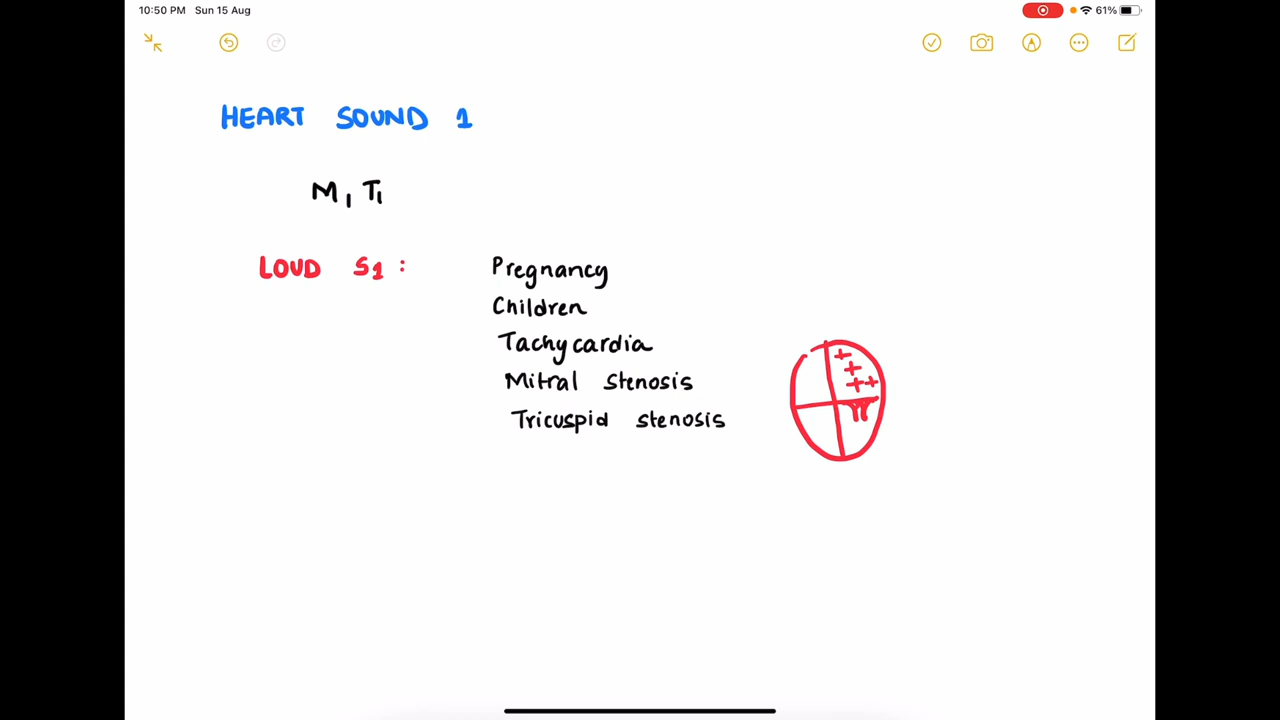 10:50 PM Sun 15 Aug 61%
HEART SOUND 1
M1 T1
LOUD S1 : Pregnancy
Children
Tachycardia
Mitral stenosis
Tricuspid stenosis
+
+
++